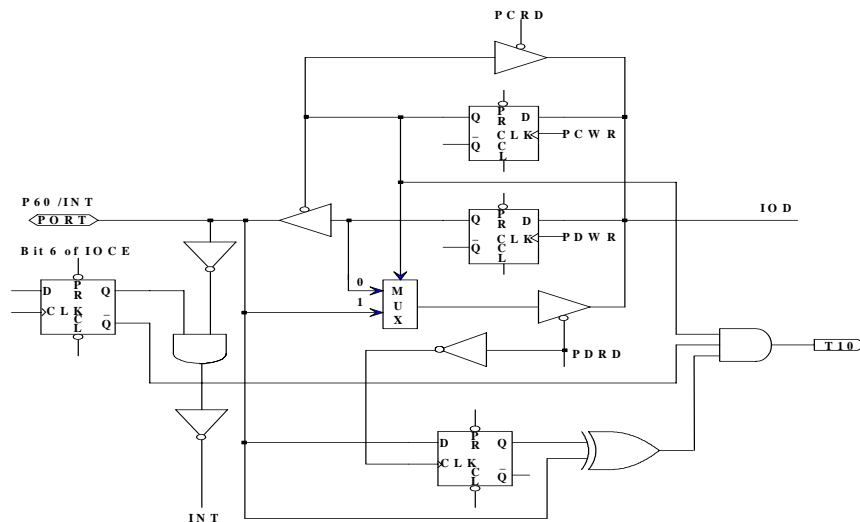 PCRD
Q PR D
CLK PCWR
Q̄ CL
P60 /INT
PORT
Q PR D
CLK PDWR
Q̄ CL
IOD
Bit 6 of IOCE
D PR Q
CLK
CL Q̄
0
1
MUX
PDRD
T10
D PR Q
CLK
CL Q̄
INT